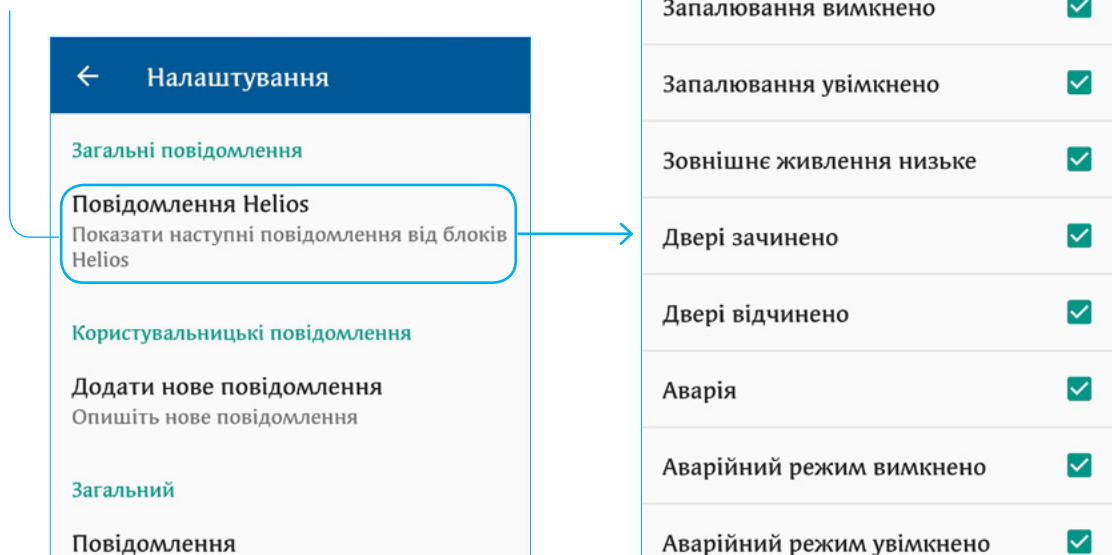 Налаштування
Загальні повідомлення
Повідомлення Helios
Показати наступні повідомлення від блоків
Helios
Користувальницькі повідомлення
Додати нове повідомлення
Опишіть нове повідомлення
Загальний
Повідомлення
Запалювання вимкнено
Запалювання увімкнено
Зовнішнє живлення низьке
Двері зачинено
Двері відчинено
Аварія
Аварійний режим вимкнено
Аварійний режим увімкнено